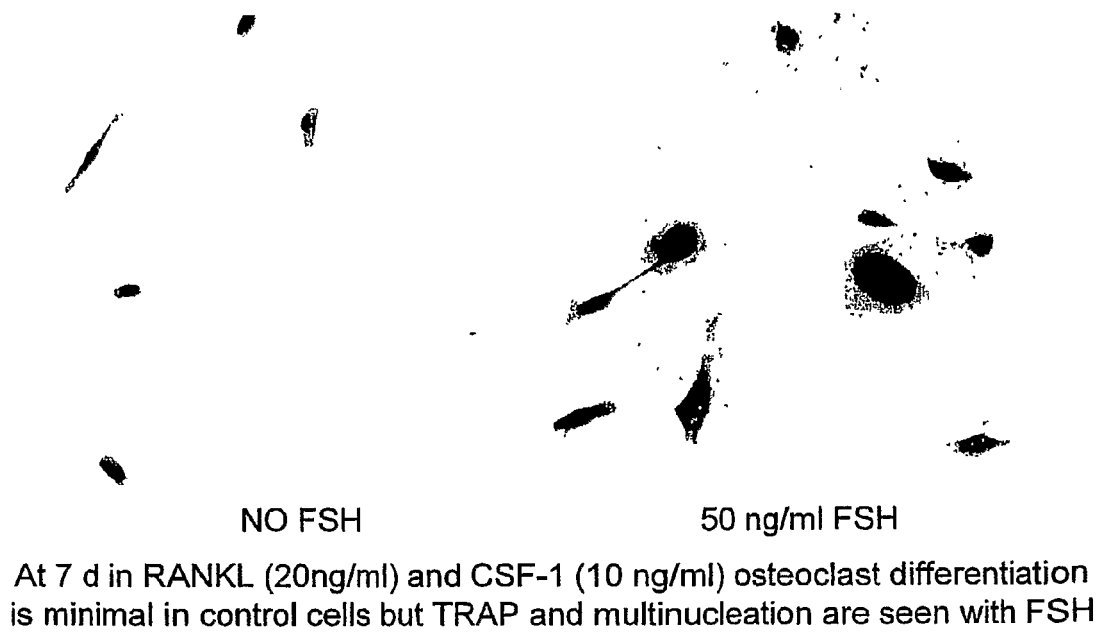 NO FSH
50 ng/ml FSH
At 7 d in RANKL (20ng/ml) and CSF-1 (10 ng/ml) osteoclast differentiation
is minimal in control cells but TRAP and multinucleation are seen with FSH